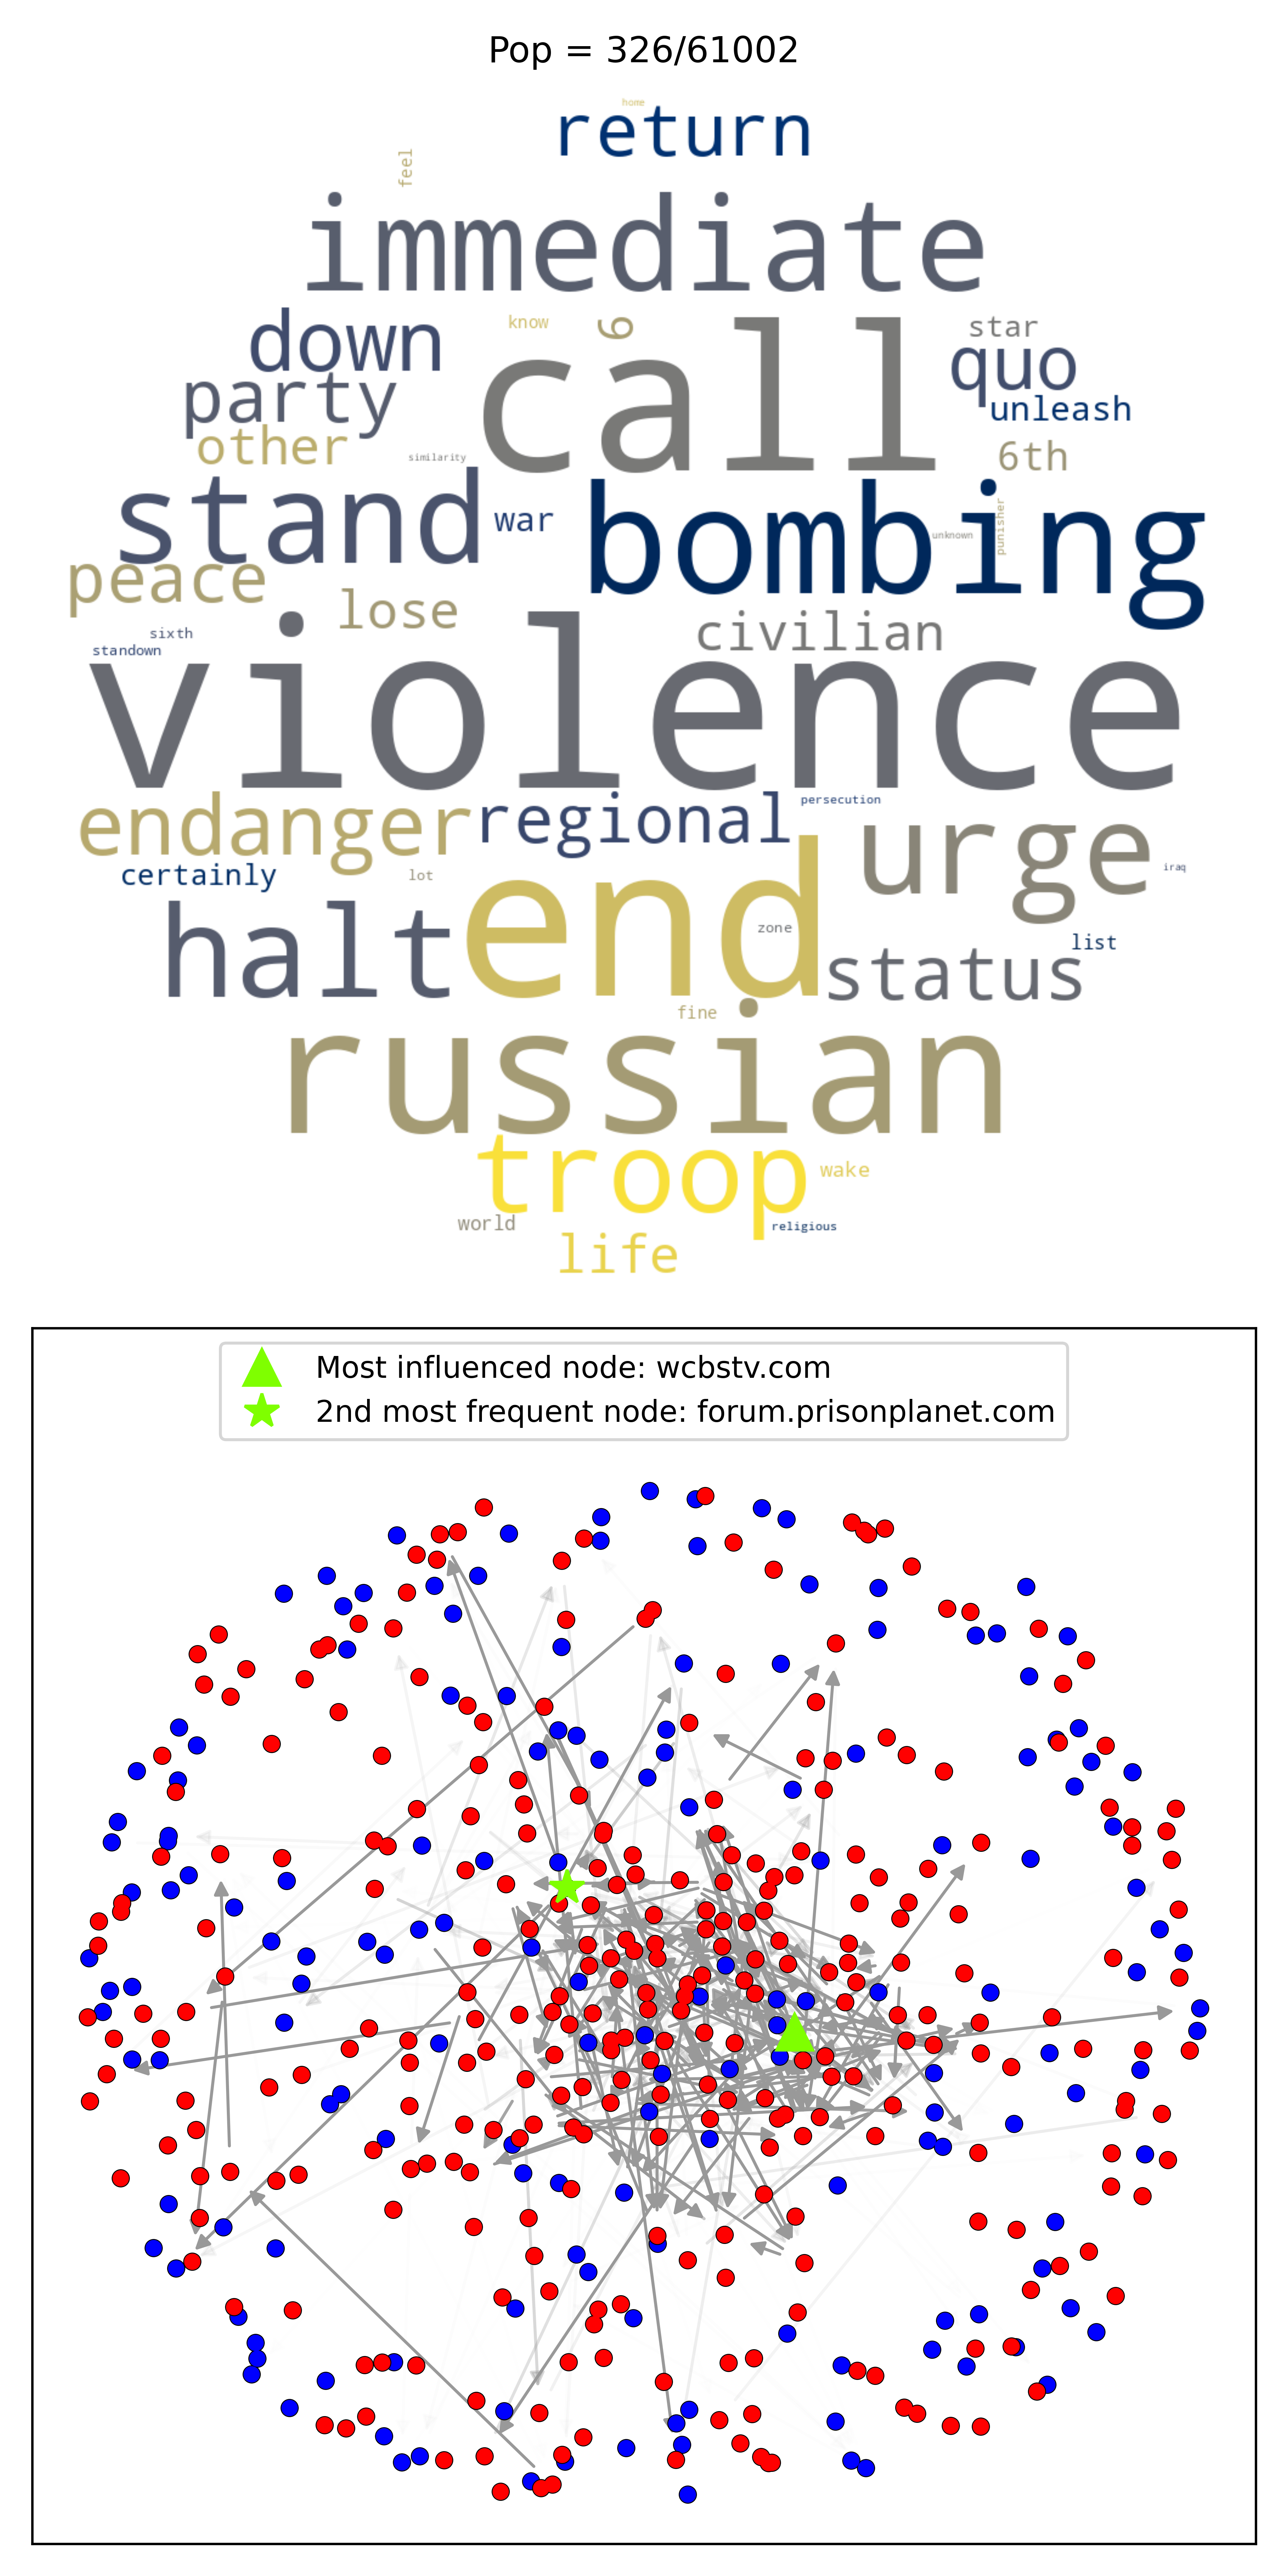 Pop = 326/61002
home
return
feel
immediate
down
know
6
call
star
quo
party
unleash
other
similarity
6th
stand
war
bombing
unknown
punisher
peace
lose
civilian
sixth
standown
violence
endanger
regional
persecution
urge
certainly
lot
iraq
halt
end
zone
list
status
fine
russian
troop
wake
world
religious
life
Most influenced node: wcbstv.com
2nd most frequent node: forum.prisonplanet.com